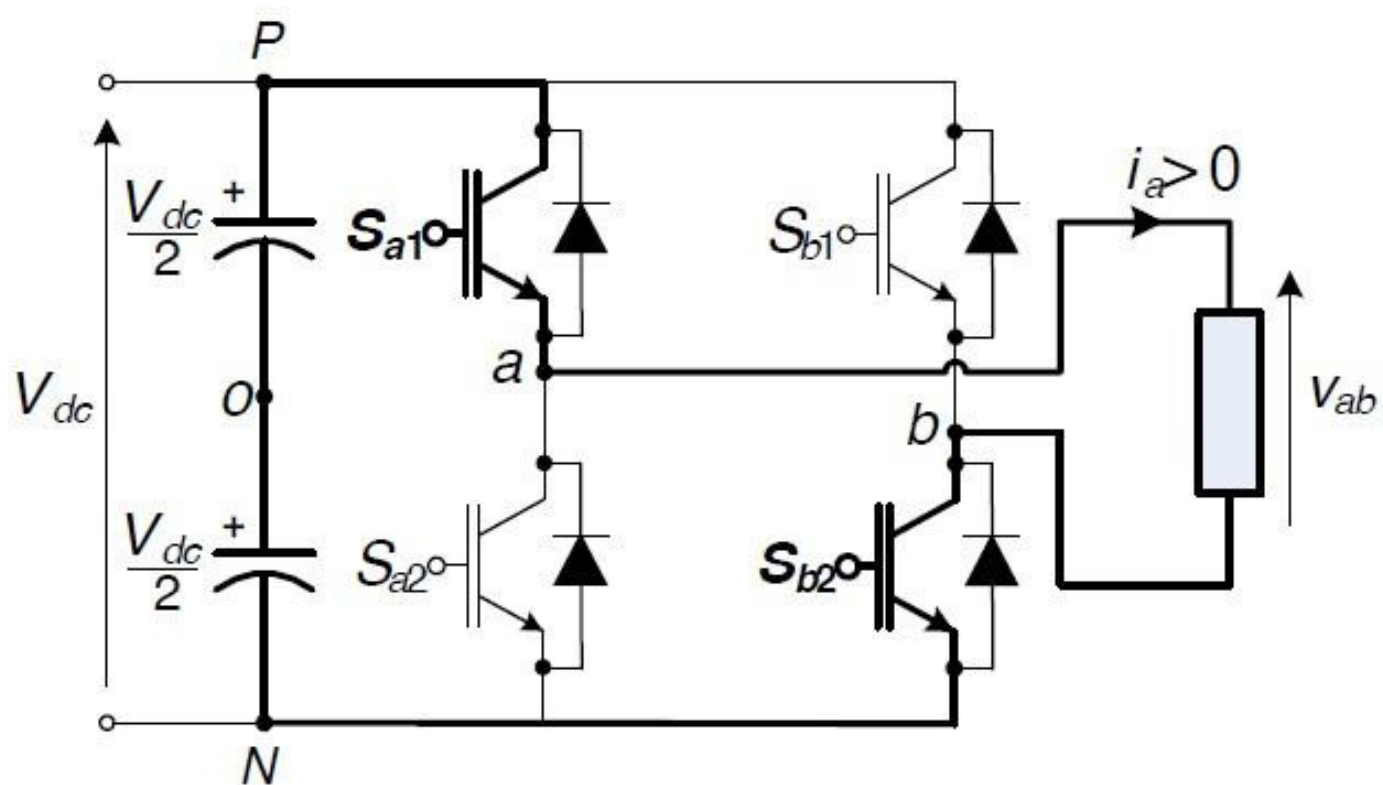 P
V_dc/2
+
S_a1
S_b1
i_a>0
V_dc
o
a
b
v_ab
V_dc/2
+
S_a2
S_b2
N